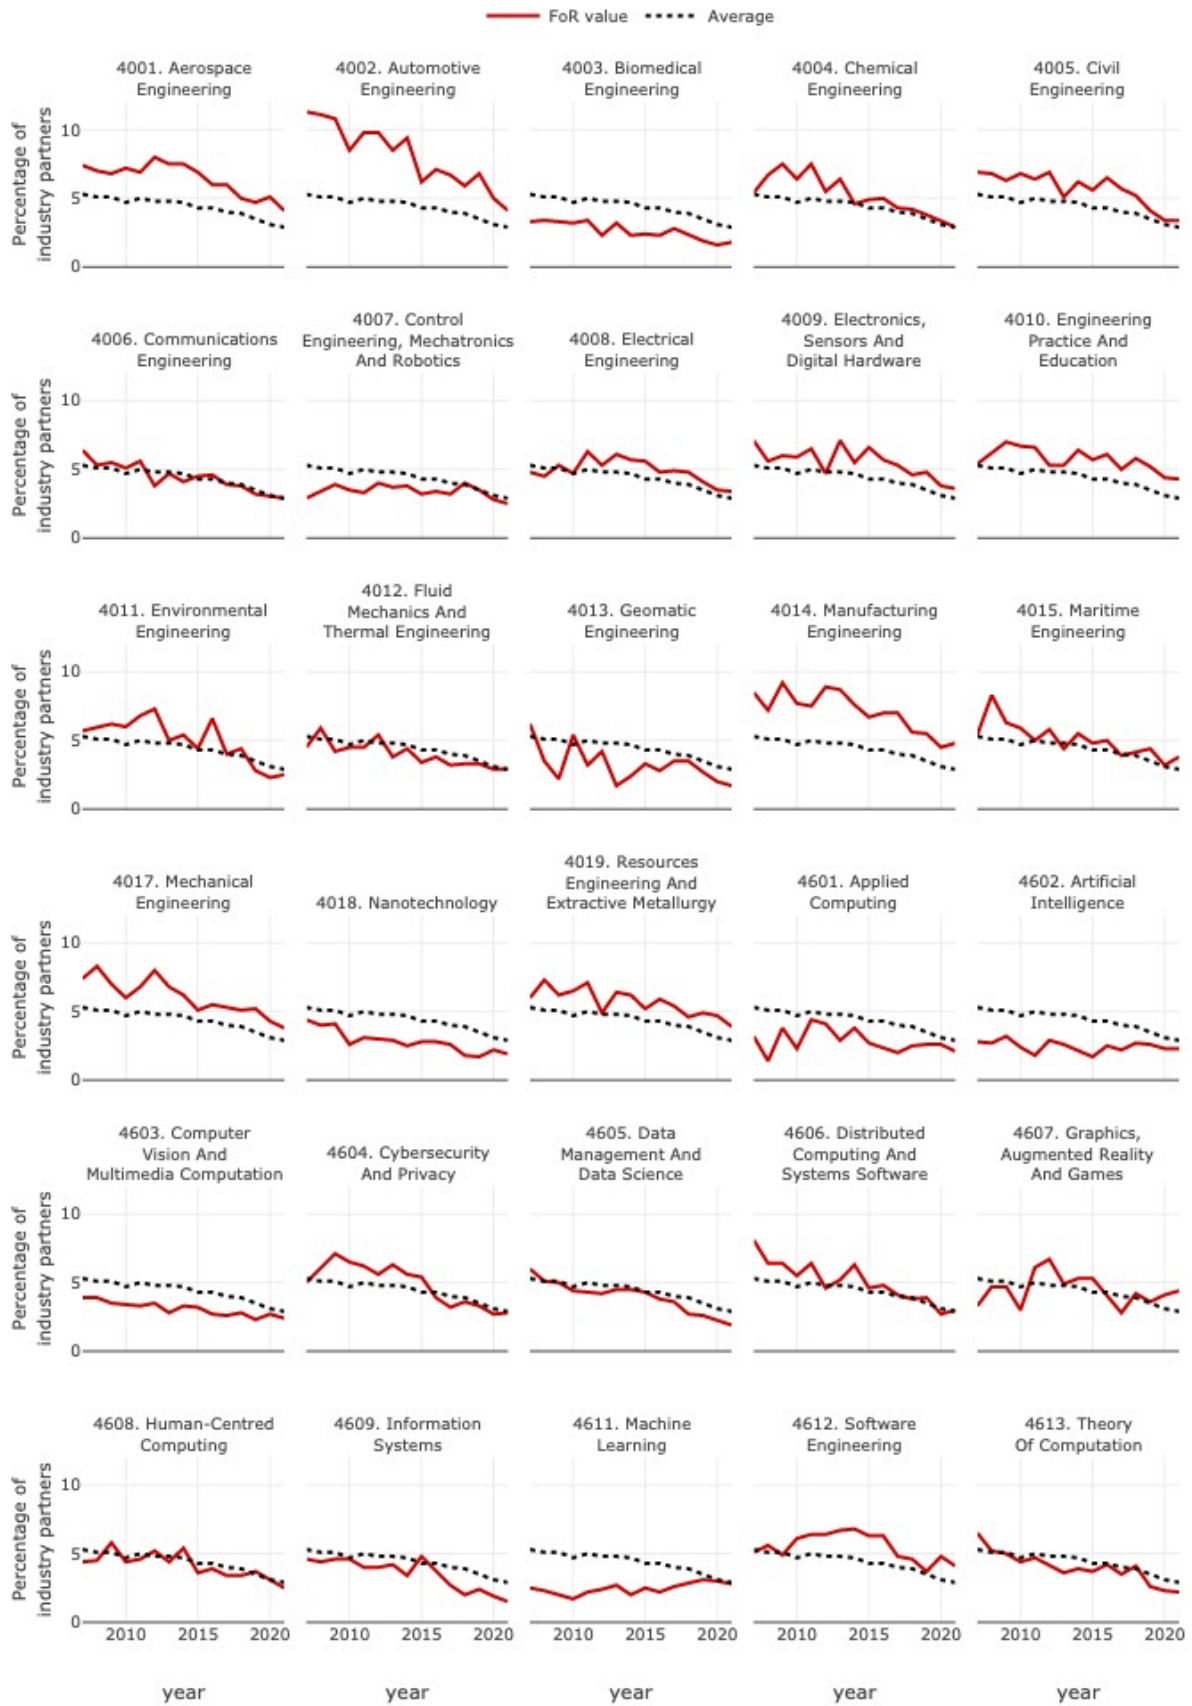 FoR value Average
4001. Aerospace
Engineering
4002. Automotive
Engineering
4003. Biomedical
Engineering
4004. Chemical
Engineering
4005. Civil
Engineering
Percentage of
industry partners
10
5
0
4006. Communications
Engineering
4007. Control
Engineering, Mechatronics
And Robotics
4008. Electrical
Engineering
4009. Electronics,
Sensors And
Digital Hardware
4010. Engineering
Practice And
Education
Percentage of
industry partners
10
5
0
4011. Environmental
Engineering
4012. Fluid
Mechanics And
Thermal Engineering
4013. Geomatic
Engineering
4014. Manufacturing
Engineering
4015. Maritime
Engineering
Percentage of
industry partners
10
5
0
4017. Mechanical
Engineering
4018. Nanotechnology
4019. Resources
Engineering And
Extractive Metallurgy
4601. Applied
Computing
4602. Artificial
Intelligence
Percentage of
industry partners
10
5
0
4603. Computer
Vision And
Multimedia Computation
4604. Cybersecurity
And Privacy
4605. Data
Management And
Data Science
4606. Distributed
Computing And
Systems Software
4607. Graphics,
Augmented Reality
And Games
Percentage of
industry partners
10
5
0
4608. Human-Centred
Computing
4609. Information
Systems
4611. Machine
Learning
4612. Software
Engineering
4613. Theory
Of Computation
Percentage of
industry partners
10
5
0
2010 2015 2020 2010 2015 2020 2010 2015 2020 2010 2015 2020 2010 2015 2020
year year year year year